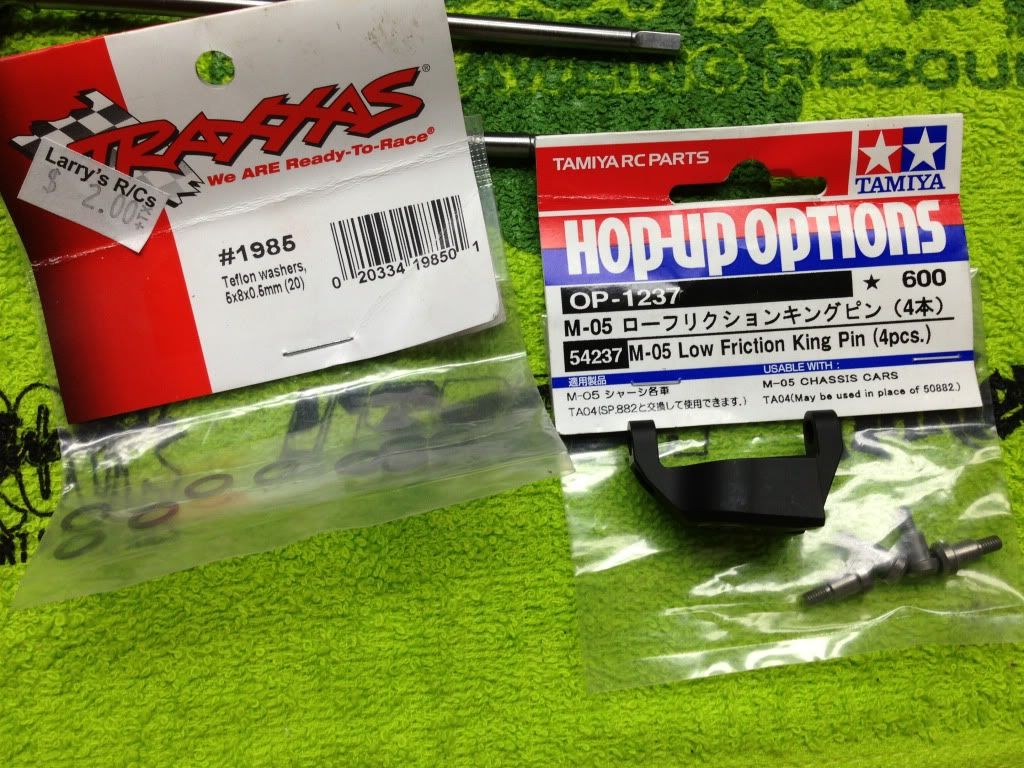 TRAXXAS®
We ARE Ready-To-Race®
Larry's R/Cs
$ 2.00
#1985
Teflon washers,
5x8x0.5mm (20)
0 20334 19850 1
RESOU
TAMIYA RC PARTS
TAMIYA
HOP-UP OPTIONS
OP-1237
★ 600
M-05 ローフリクションキングピン（4本）
54237 M-05 Low Friction King Pin (4pcs.)
適用製品
M-05 シャーシ各車
TA04(SP.882と交換して使用できます。)
USABLE WITH :
M-05 CHASSIS CARS
TA04(May be used in place of 50882.)